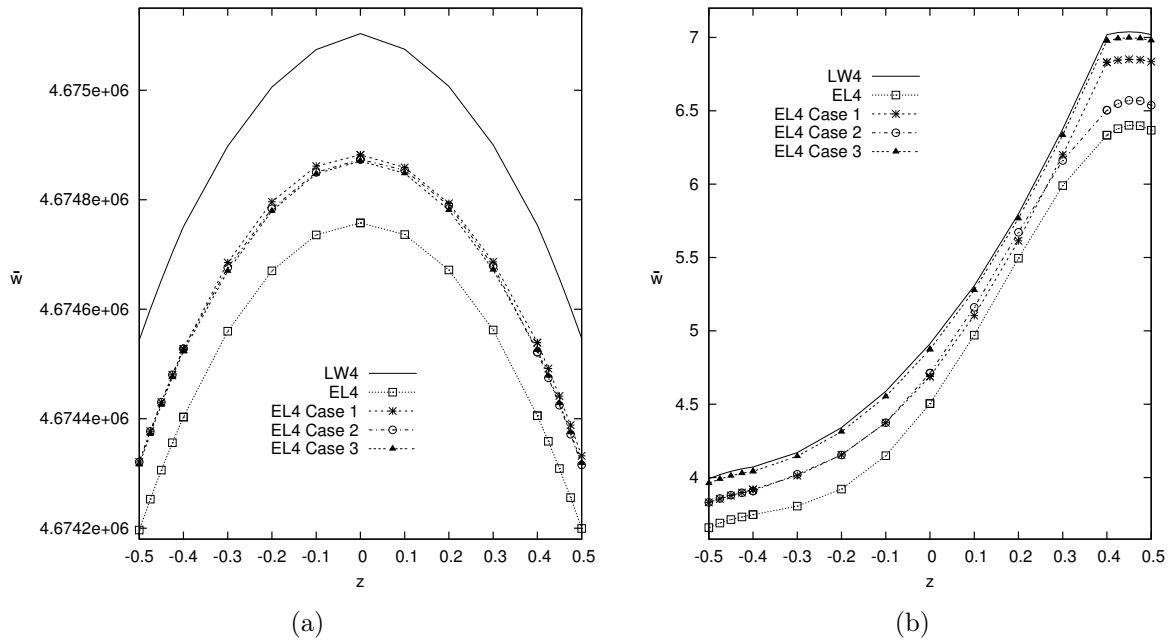 4.675e+06
4.6748e+06
4.6746e+06
4.6744e+06
4.6742e+06
w̄
LW4
EL4
EL4 Case 1
EL4 Case 2
EL4 Case 3
-0.5 -0.4 -0.3 -0.2 -0.1 0 0.1 0.2 0.3 0.4 0.5
z
(a)
7
6.5
6
5.5
5
4.5
4
w̄
LW4
EL4
EL4 Case 1
EL4 Case 2
EL4 Case 3
-0.5 -0.4 -0.3 -0.2 -0.1 0 0.1 0.2 0.3 0.4 0.5
z
(b)